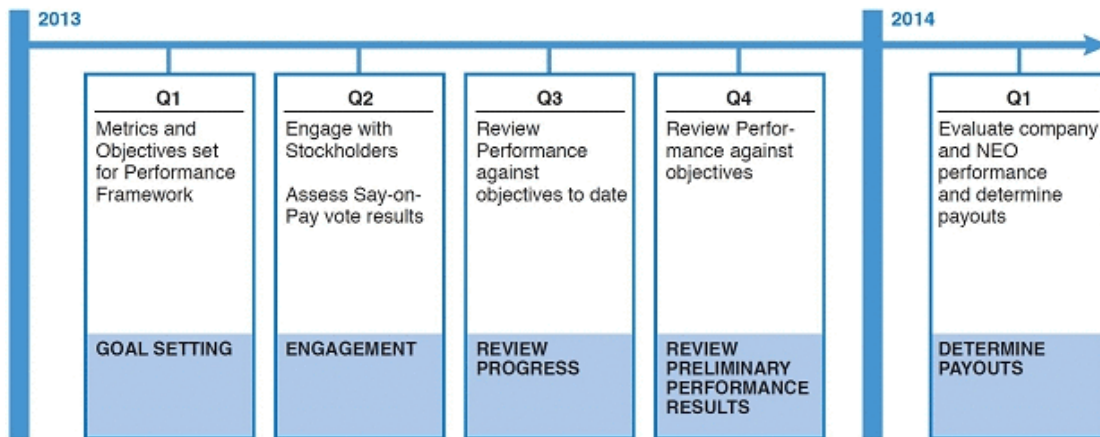 2013
2014
Q1
Metrics and
Objectives set
for Performance
Framework
GOAL SETTING
Q2
Engage with
Stockholders
Assess Say-on-
Pay vote results
ENGAGEMENT
Q3
Review
Performance
against
objectives to date
REVIEW
PROGRESS
Q4
Review Perfor-
mance against
objectives
REVIEW
PRELIMINARY
PERFORMANCE
RESULTS
Q1
Evaluate company
and NEO
performance
and determine
payouts
DETERMINE
PAYOUTS